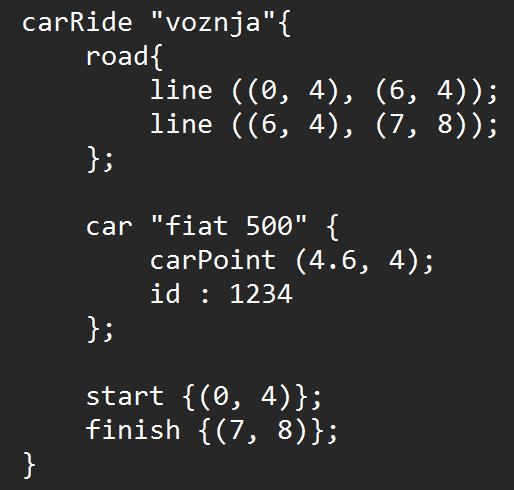 carRide "voznja"{
    road{
        line ((0, 4), (6, 4));
        line ((6, 4), (7, 8));
    };

    car "fiat 500" {
        carPoint (4.6, 4);
        id : 1234
    };

    start {(0, 4)};
    finish {(7, 8)};
}